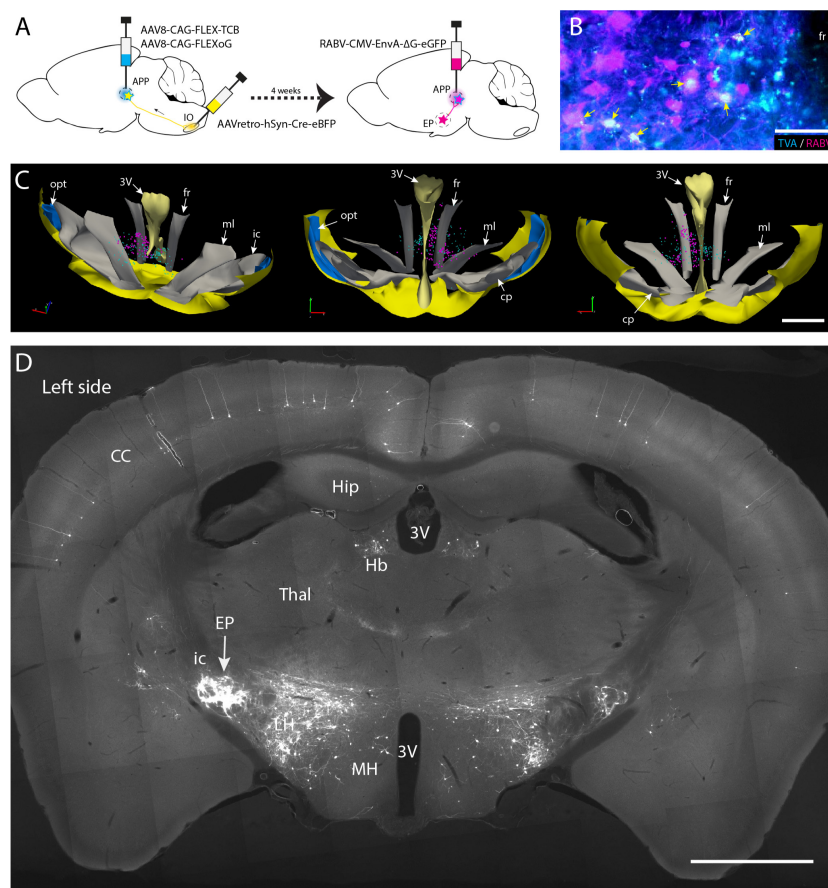 A
AAV8-CAG-FLEX-TCB
AAV8-CAG-FLEXoG
APP
IO
4 weeks
AAVretro-hSyn-Cre-eBFP
RABV-CMV-EnvA-ΔG-eGFP
APP
EP
B
fr
TVA / RABV
C
opt
3V
fr
ml
ic
opt
3V
fr
ml
cp
3V
fr
ml
cp
D
Left side
CC
Hip
3V
Hb
Thal
EP
ic
LH
3V
MH